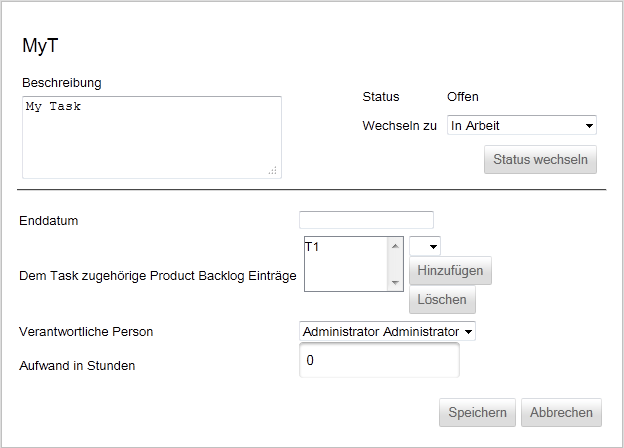 MyT
Beschreibung
My Task
Status Offen
Wechseln zu In Arbeit
Status wechseln
Enddatum
T1
Dem Task zugehörige Product Backlog Einträge
Hinzufügen
Löschen
Verantwortliche Person Administrator Administrator
Aufwand in Stunden 0
Speichern Abbrechen